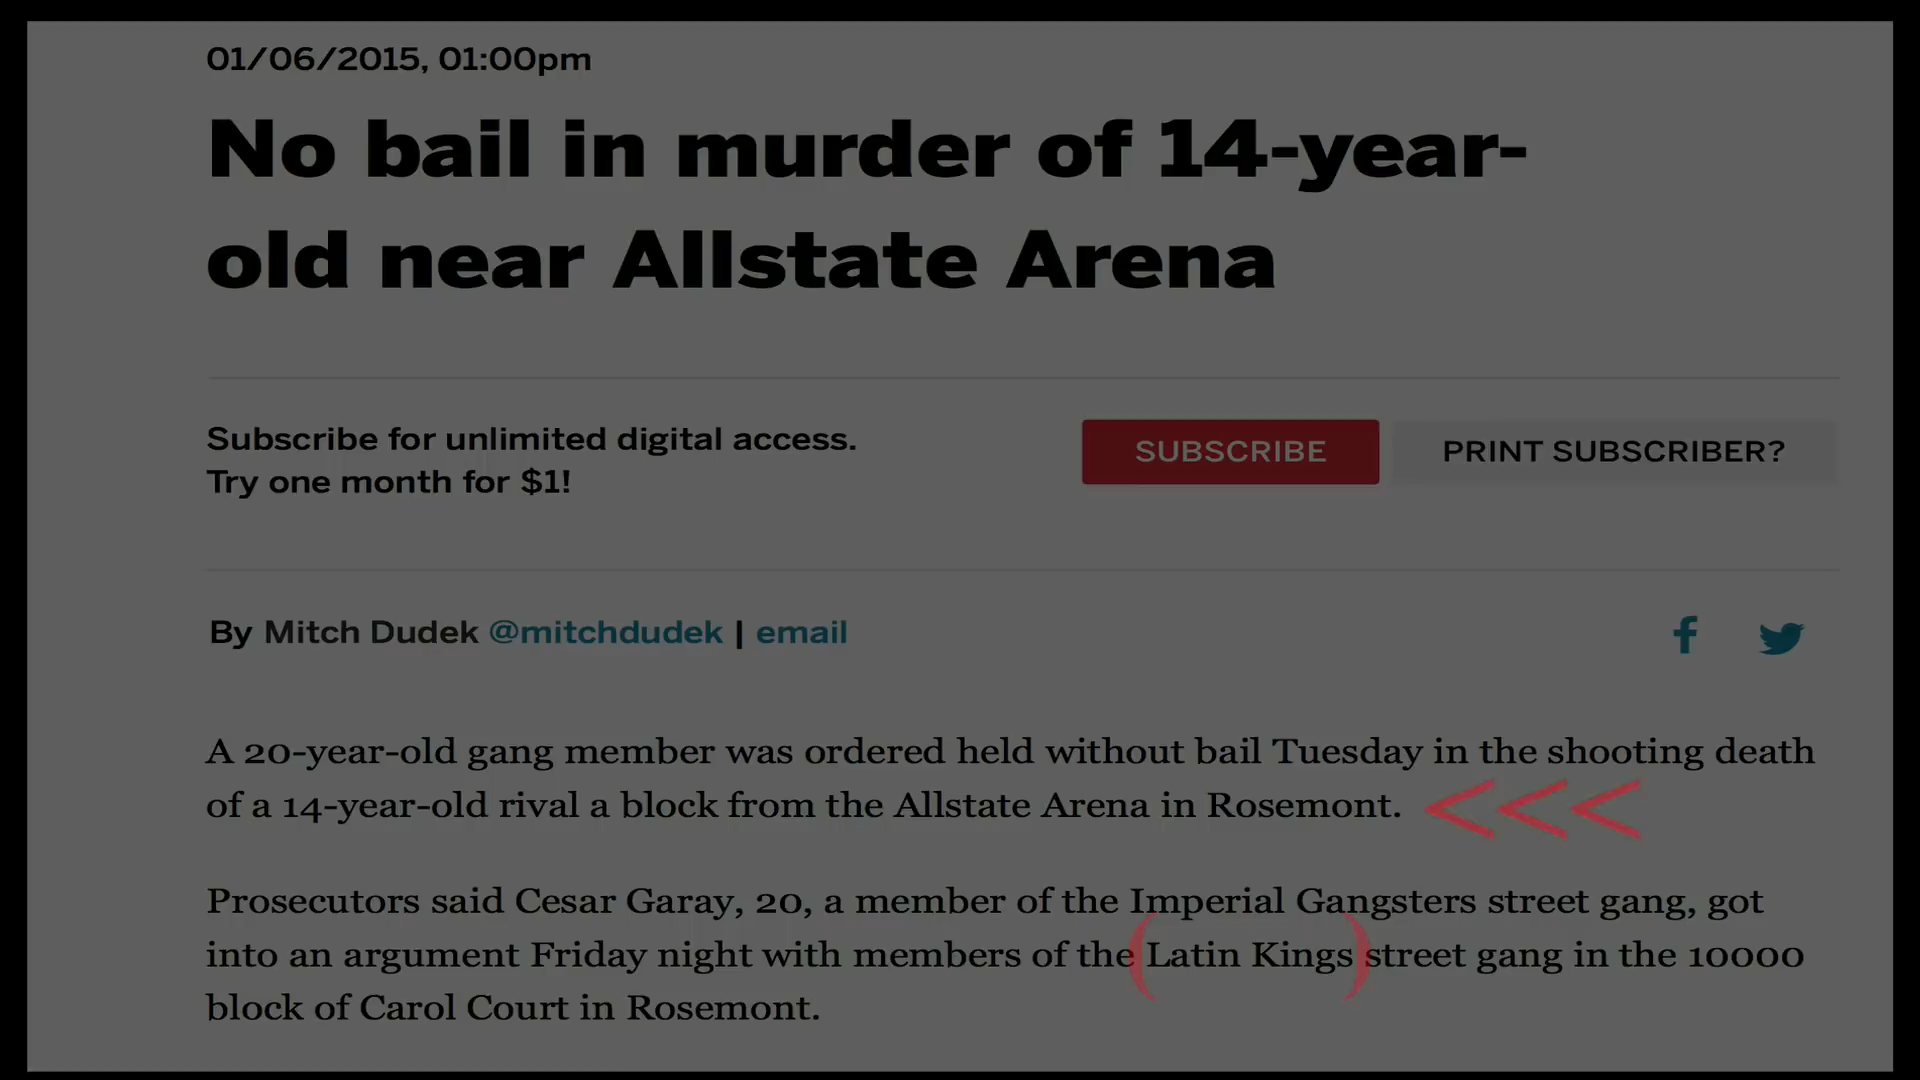 01/06/2015, 01:00pm
No bail in murder of 14-year-
old near Allstate Arena
Subscribe for unlimited digital access.
Try one month for $1!
SUBSCRIBE
PRINT SUBSCRIBER?
By Mitch Dudek @mitchdudek | email
A 20-year-old gang member was ordered held without bail Tuesday in the shooting death
of a 14-year-old rival a block from the Allstate Arena in Rosemont. <<<
Prosecutors said Cesar Garay, 20, a member of the Imperial Gangsters street gang, got
into an argument Friday night with members of the (Latin Kings) street gang in the 10000
block of Carol Court in Rosemont.